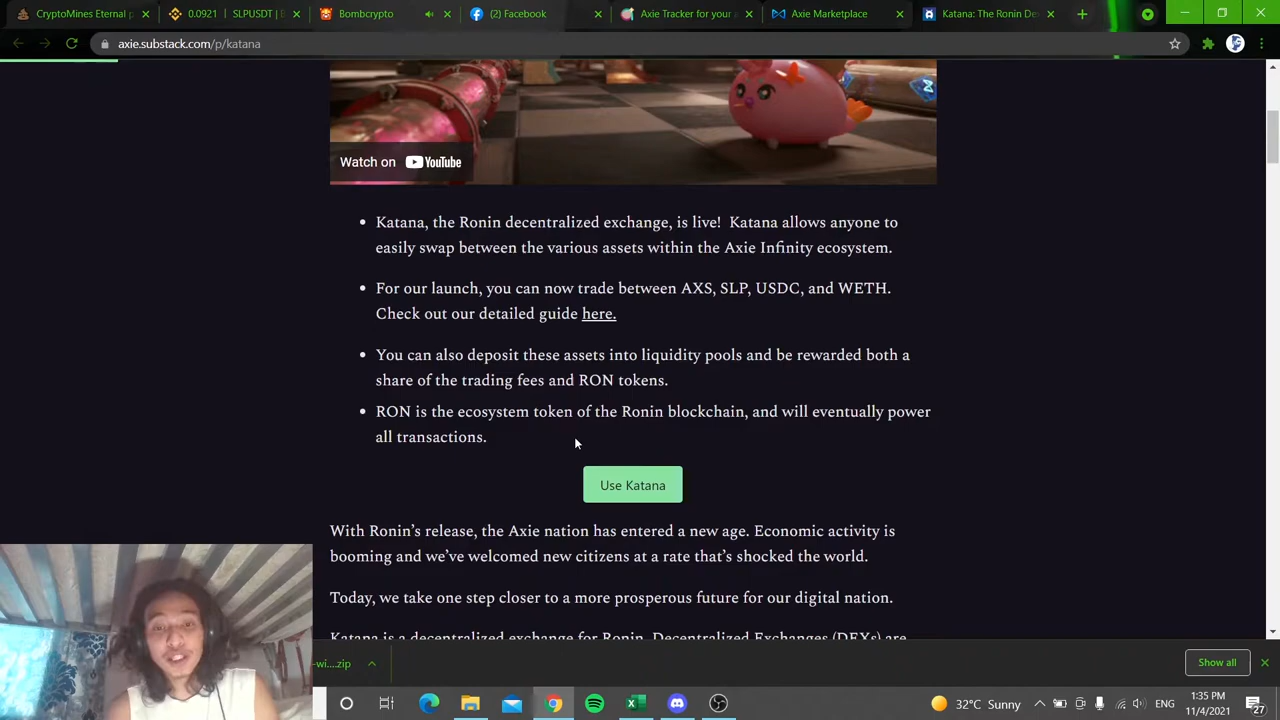 CryptoMines Eternal p
0.0921 | SLPUSDT | B
Bombcrypto
(2) Facebook
Axie Tracker for your a
Axie Marketplace
Katana: The Ronin De
axie.substack.com/p/katana
Watch on YouTube
• Katana, the Ronin decentralized exchange, is live! Katana allows anyone to
easily swap between the various assets within the Axie Infinity ecosystem.
• For our launch, you can now trade between AXS, SLP, USDC, and WETH.
Check out our detailed guide here.
• You can also deposit these assets into liquidity pools and be rewarded both a
share of the trading fees and RON tokens.
• RON is the ecosystem token of the Ronin blockchain, and will eventually power
all transactions.
Use Katana
With Ronin’s release, the Axie nation has entered a new age. Economic activity is
booming and we’ve welcomed new citizens at a rate that’s shocked the world.
Today, we take one step closer to a more prosperous future for our digital nation.
Katana is a decentralized exchange for Ronin. Decentralized Exchanges (DEXs) are
-wi....zip
Show all
32°C Sunny
1:35 PM
11/4/2021
27